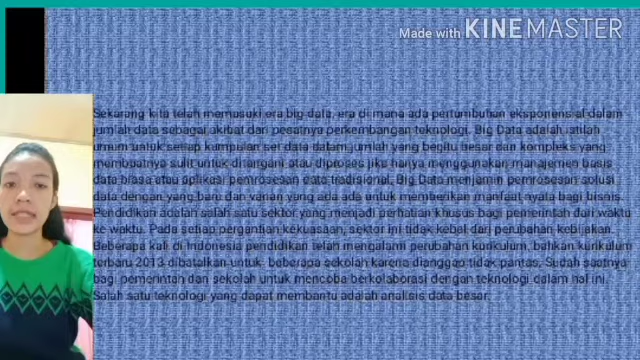 Made with KINEMASTER
Sekarang kita telah memasuki era big data, era di mana ada pertumbuhan eksponensial dalam
jumlah data sebagai akibat dari pesatnya perkembangan teknologi. Big Data adalah istilah
umum untuk setiap kumpulan set data dalam jumlah yang begitu besar dan kompleks yang
membuatnya sulit untuk ditangani atau diproses jika hanya menggunakan manajemen basis
data biasa atau aplikasi pemrosesan data tradisional. Big Data menjamin pemrosesan solusi
data dengan yang baru dan varian yang ada ada untuk memberikan manfaat nyata bagi bisnis.
Pendidikan adalah salah satu sektor yang menjadi perhatian khusus bagi pemerintah dari waktu
ke waktu. Pada setiap pergantian kekuasaan, sektor ini tidak kebal dari perubahan kebijakan.
Beberapa kali di Indonesia pendidikan telah mengalami perubahan kurikulum, bahkan kurikulum
terbaru 2013 dibatalkan untuk beberapa sekolah karena dianggap tidak pantas. Sudah saatnya
bagi pemerintah dan sekolah untuk mencoba berkolaborasi dengan teknologi dalam hal ini.
Salah satu teknologi yang dapat membantu adalah analisis data besar.